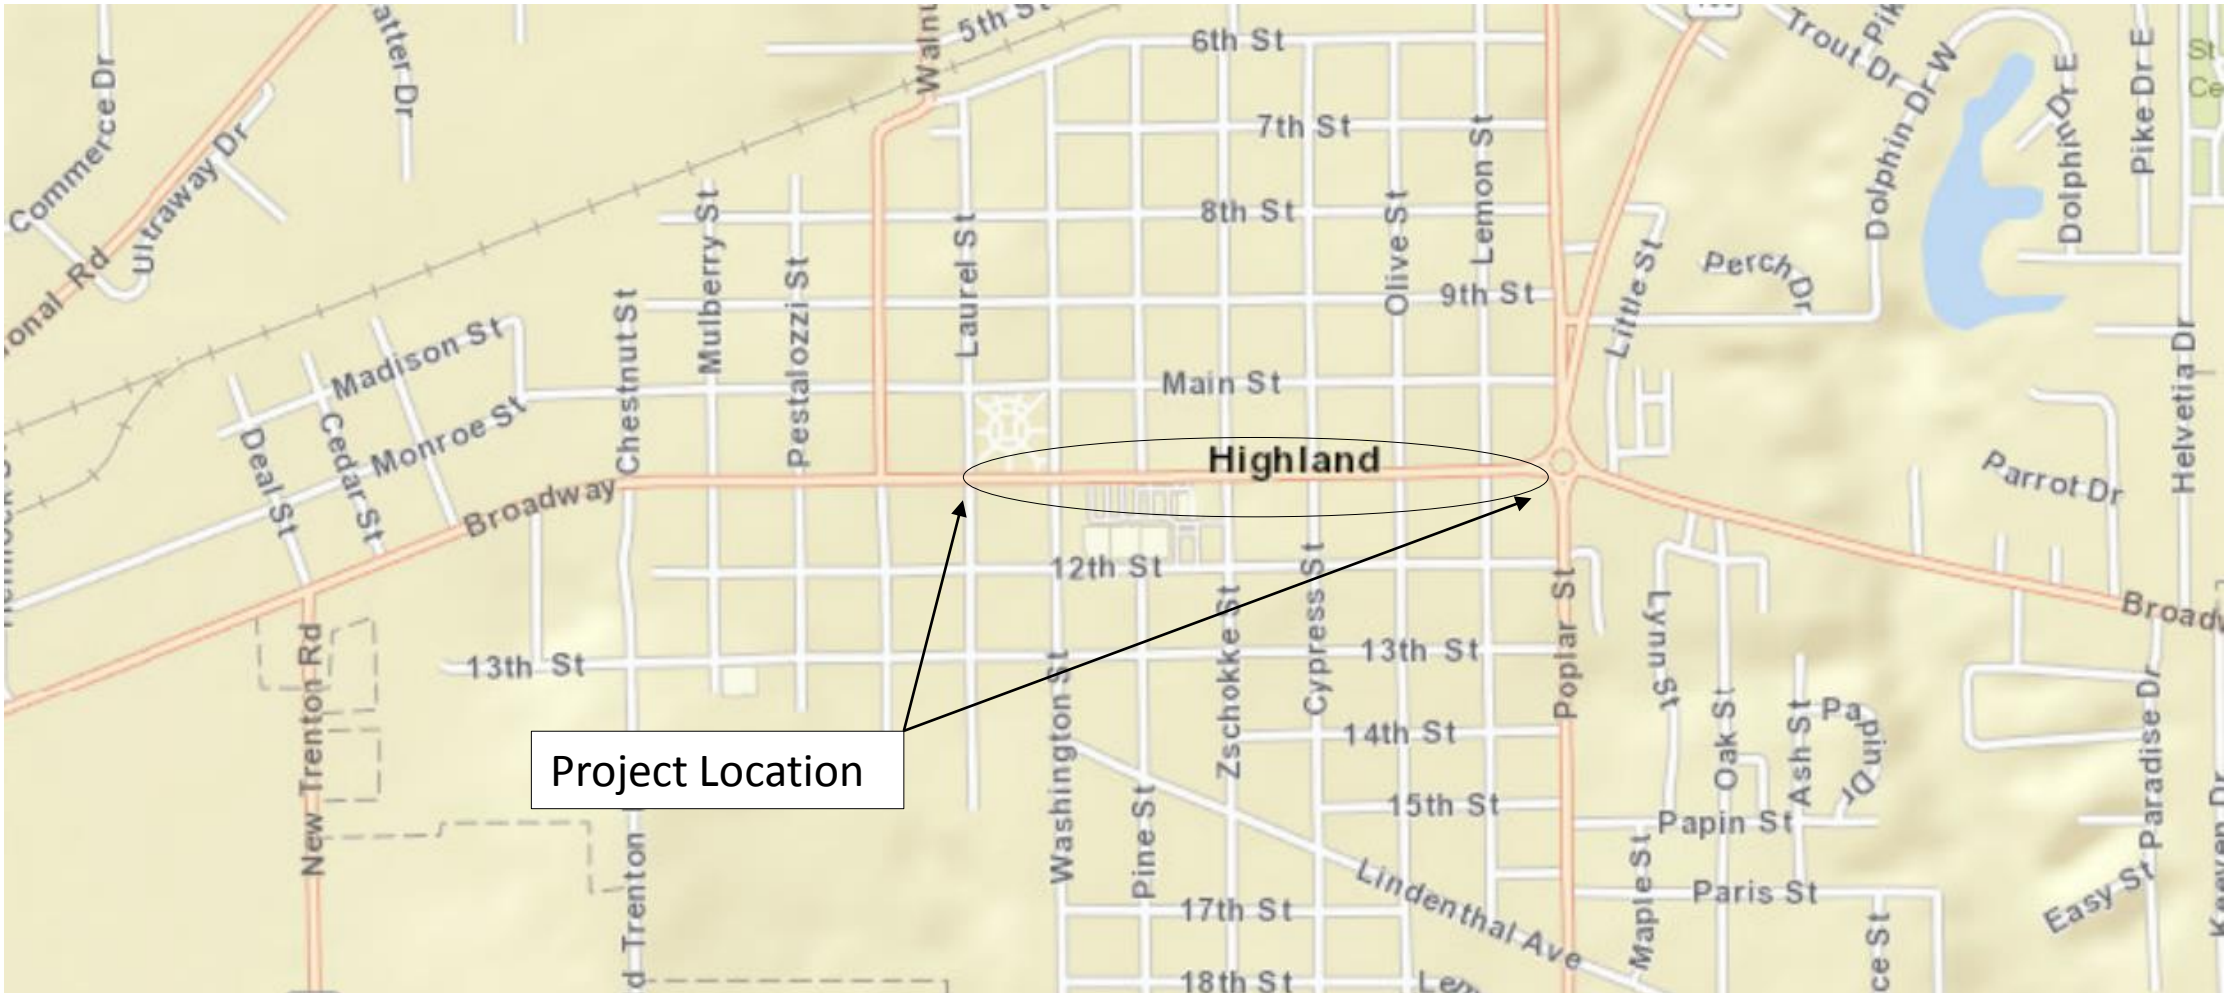 5th St
6th St
7th St
8th St
9th St
Main St
Highland
Broadway
12th St
13th St
13th St
14th St
15th St
17th St
18th St
Commerce Dr
Ultraway Dr
Madison St
Monroe St
Deal St
Cedar St
Chestnut St
Mulberry St
Pestalozzi St
Laurel St
Olive St
Lemon St
Little St
Perch Dr
Trout Dr
Dolphin Dr W
Dolphin Dr E
Pike Dr E
Helvetia Dr
Parrot Dr
Project Location
New Trenton Rd
Washington St
Pine St
Zschokke St
Cypress St
Poplar St
Lynn St
Oak St
Ash St
Papin Dr
Papin St
Maple St
Paris St
Lindenthal Ave
Paradise Dr
Easy St